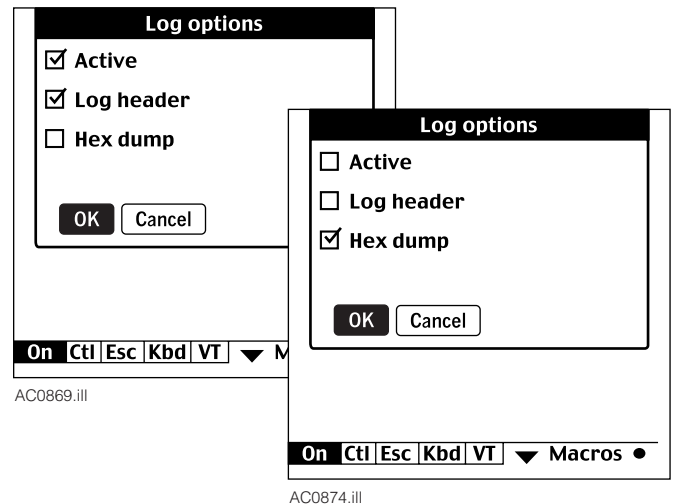 Log options
Active
Log header
Hex dump
OK Cancel
On Ctl Esc Kbd VT M
AC0869.ill
Log options
Active
Log header
Hex dump
OK Cancel
On Ctl Esc Kbd VT Macros
AC0874.ill